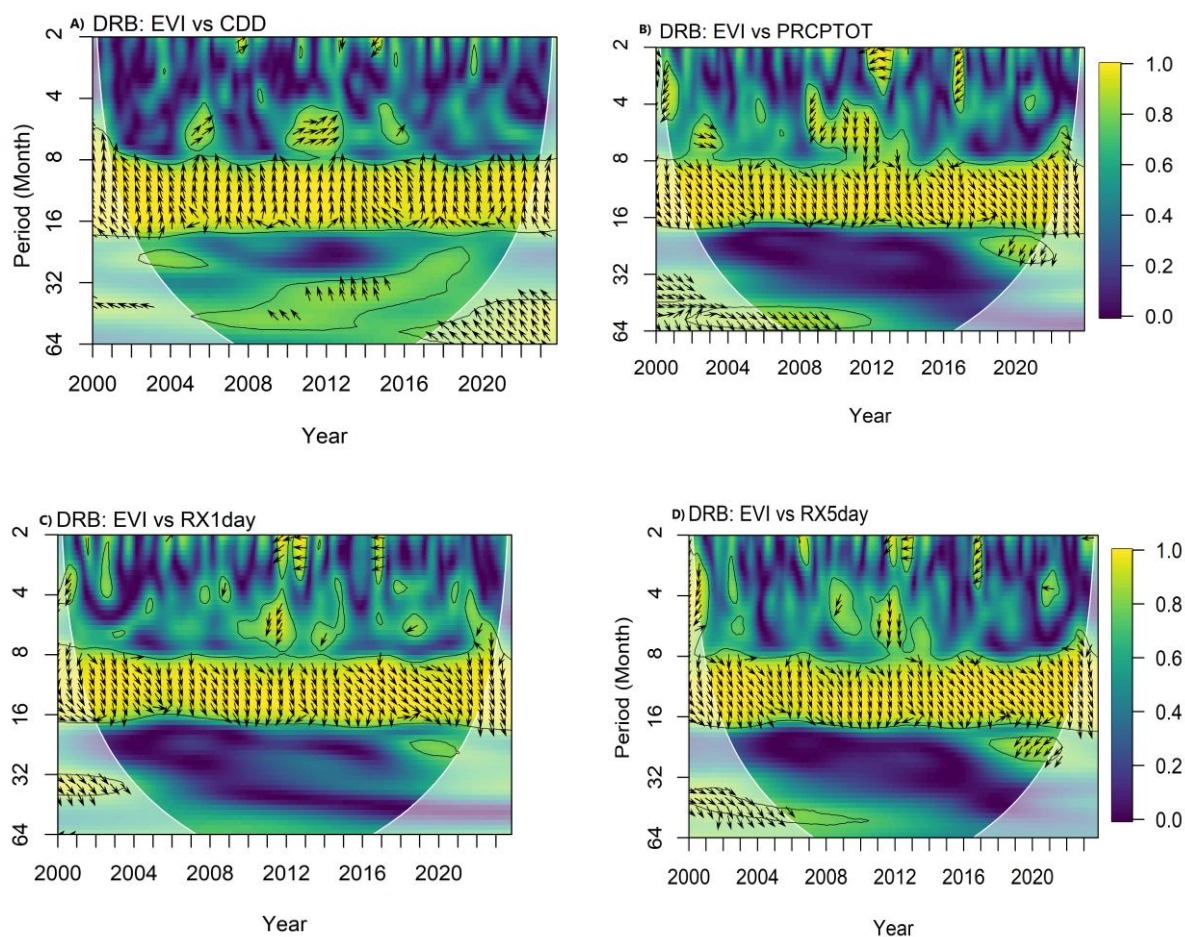 A) DRB: EVI vs CDD
2
4
8
16
32
64
Period (Month)
2000 2004 2008 2012 2016 2020
Year
B) DRB: EVI vs PRCPTOT
2
4
8
16
32
64
2000 2004 2008 2012 2016 2020
Year
1.0
0.8
0.6
0.4
0.2
0.0
C) DRB: EVI vs RX1day
2
4
8
16
32
64
2000 2004 2008 2012 2016 2020
Year
D) DRB: EVI vs RX5day
2
4
8
16
32
64
Period (Month)
2000 2004 2008 2012 2016 2020
Year
1.0
0.8
0.6
0.4
0.2
0.0